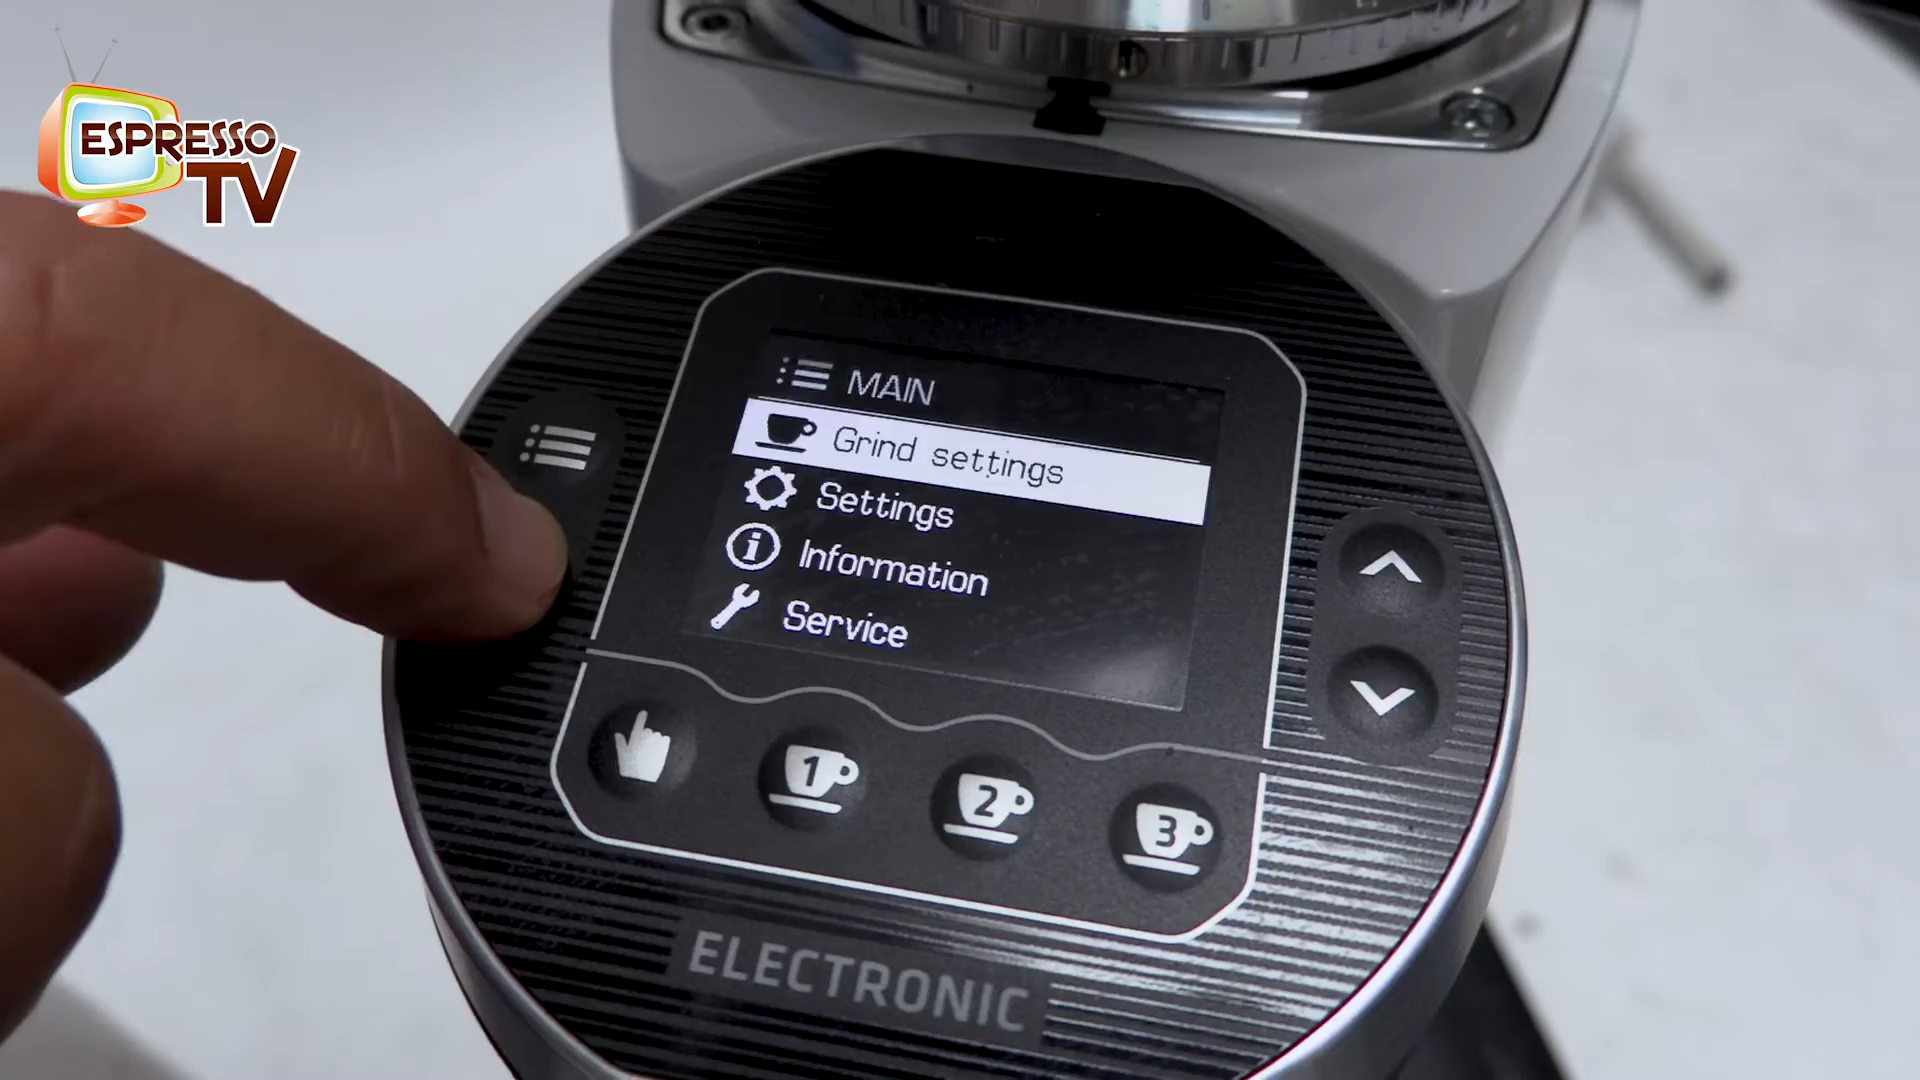 ESPRESSO
TV
MAIN
Grind settings
Settings
Information
Service
1
2
3
ELECTRONIC